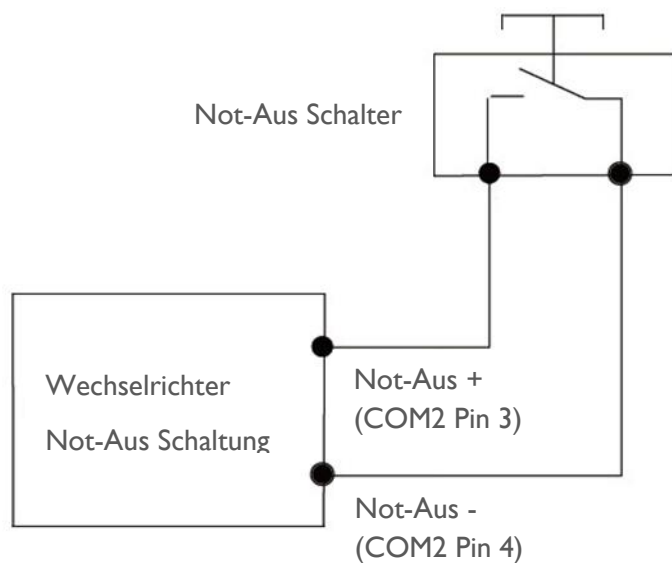 Not-Aus Schalter
Wechselrichter
Not-Aus Schaltung
Not-Aus +
(COM2 Pin 3)
Not-Aus -
(COM2 Pin 4)